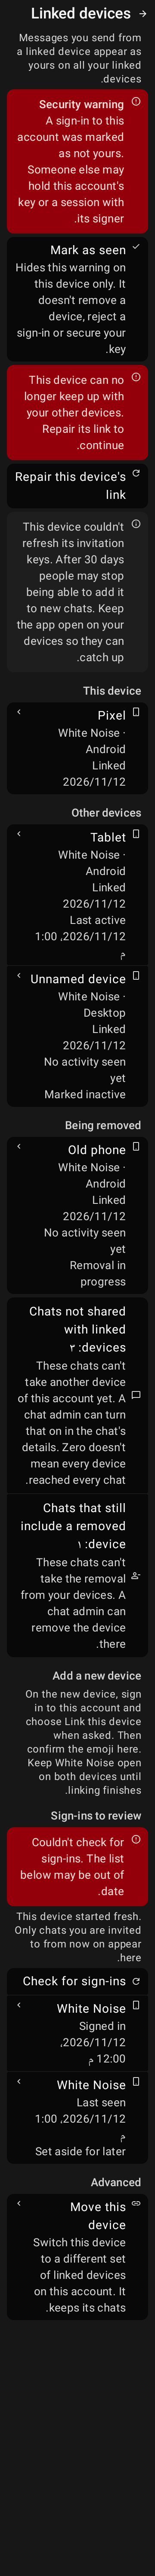 Linked devices
Messages you send from
a linked device appear as
yours on all your linked
devices.
Security warning
A sign-in to this
account was marked
as not yours.
Someone else may
hold this account's
key or a session with
its signer.
Mark as seen
Hides this warning on
this device only. It
doesn't remove a
device, reject a
sign-in or secure your
key.
This device can no
longer keep up with
your other devices.
Repair its link to
continue.
Repair this device's
link
This device couldn't
refresh its invitation
keys. After 30 days
people may stop
being able to add it
to new chats. Keep
the app open on your
devices so they can
catch up.
This device
Pixel
White Noise ·
Android
Linked
2026/11/12
Other devices
Tablet
White Noise ·
Android
Linked
2026/11/12
Last active
2026/11/12, 1:00
م
Unnamed device
White Noise ·
Desktop
Linked
2026/11/12
No activity seen
yet
Marked inactive
Being removed
Old phone
White Noise ·
Android
Linked
2026/11/12
No activity seen
yet
Removal in
progress
Chats not shared
with linked
devices: ٣
These chats can't
take another device
of this account yet. A
chat admin can turn
that on in the chat's
details. Zero doesn't
mean every device
reached every chat.
Chats that still
include a removed
device: ١
These chats can't
take the removal
from your devices. A
chat admin can
remove the device
there.
Add a new device
On the new device, sign
in to this account and
choose Link this device
when asked. Then
confirm the emoji here.
Keep White Noise open
on both devices until
linking finishes.
Sign-ins to review
Couldn't check for
sign-ins. The list
below may be out of
date.
This device started fresh.
Only chats you are invited
to from now on appear
here.
Check for sign-ins
White Noise
Signed in
2026/11/12,
12:00 م
White Noise
Last seen
2026/11/12, 1:00
م
Set aside for later
Advanced
Move this
device
Switch this device
to a different set
of linked devices
on this account. It
keeps its chats.